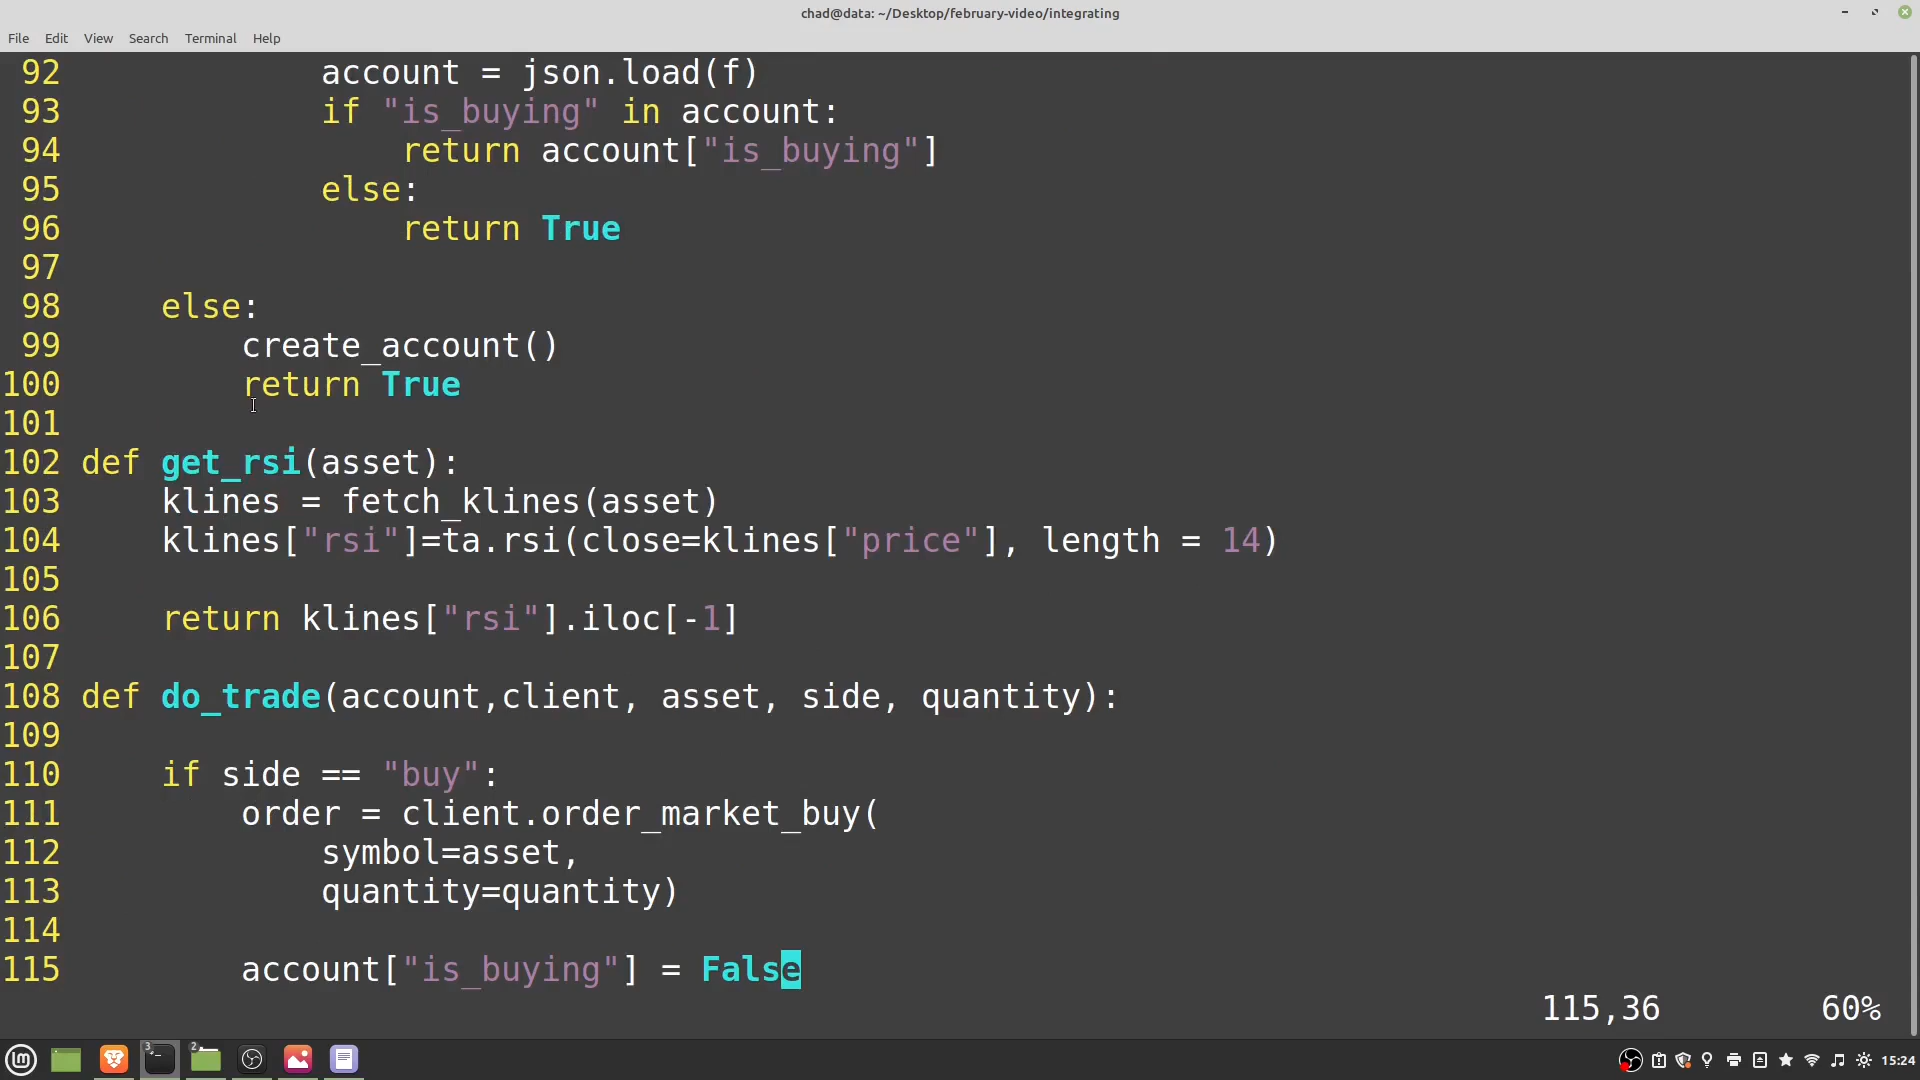 chad@data: ~/Desktop/february-video/integrating
File Edit View Search Terminal Help
92             account = json.load(f)
93             if "is_buying" in account:
94                 return account["is_buying"]
95             else:
96                 return True
97
98     else:
99         create_account()
100         return True
101
102 def get_rsi(asset):
103     klines = fetch_klines(asset)
104     klines["rsi"]=ta.rsi(close=klines["price"], length = 14)
105
106     return klines["rsi"].iloc[-1]
107
108 def do_trade(account,client, asset, side, quantity):
109
110     if side == "buy":
111         order = client.order_market_buy(
112             symbol=asset,
113             quantity=quantity)
114
115         account["is_buying"] = False
115,36 60%
3 2
15:24